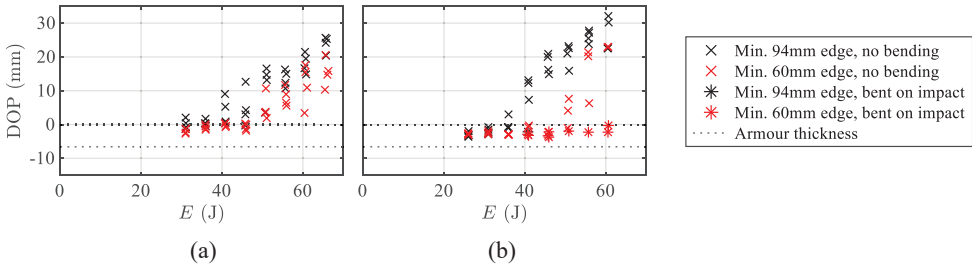 DOP (mm)
30
20
10
0
-10
0 20 40 60
E (J)
(a)
0 20 40 60
E (J)
(b)
Min. 94mm edge, no bending
Min. 60mm edge, no bending
Min. 94mm edge, bent on impact
Min. 60mm edge, bent on impact
Armour thickness